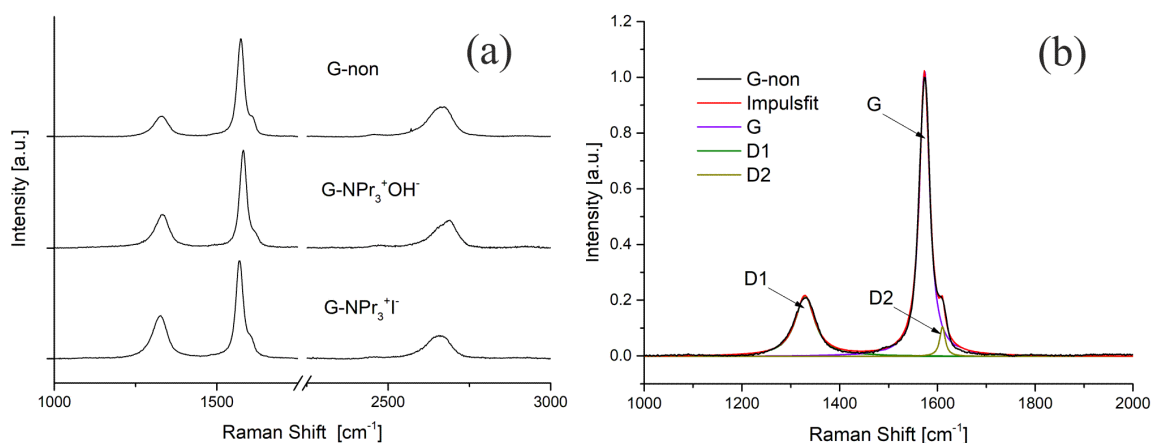 (a)
G-non
G-NPr₃⁺OH⁻
G-NPr₃⁺I⁻
Intensity [a.u.]
1000 1500 2500 3000
Raman Shift [cm⁻¹]
(b)
1.2
1.0
0.8
0.6
0.4
0.2
0.0
G-non
Impulsfit
G
D1
D2
G
D1
D2
Intensity [a.u.]
1000 1200 1400 1600 1800 2000
Raman Shift [cm⁻¹]